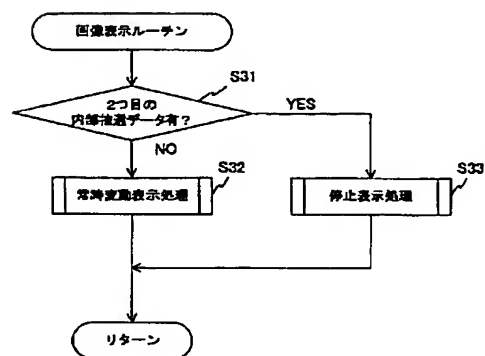 画像表示ルーチン
S31
2つ目の
内部抽選データ有?
YES
NO
S32
常時変動表示処理
S33
停止表示処理
リターン